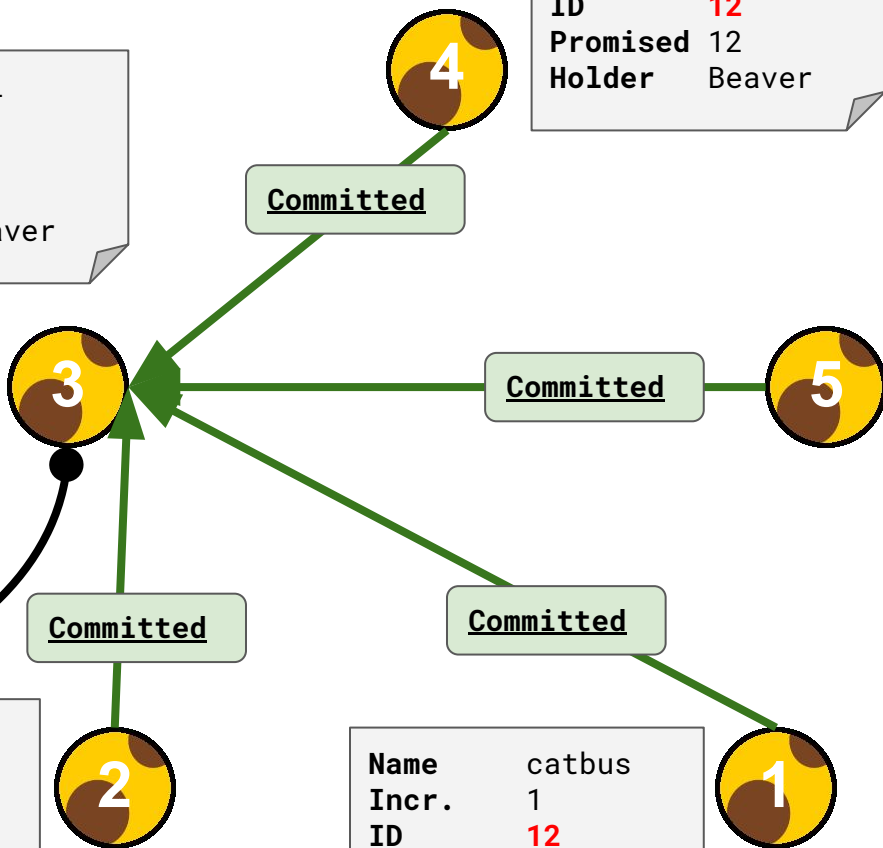 ID 12
Promised 12
Holder Beaver
4
Committed
3
Committed
5
Committed
Committed
2
1
Name catbus
Incr. 1
ID 12